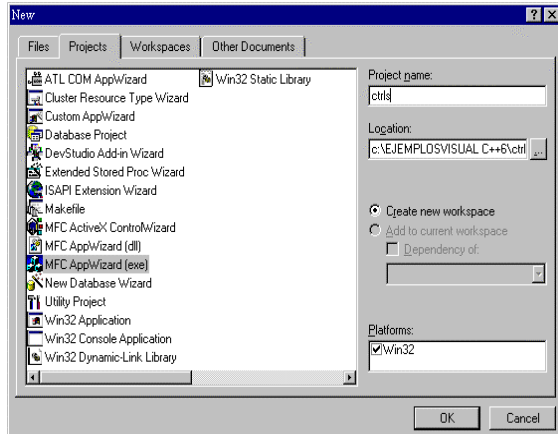 New
Files Projects Workspaces Other Documents
ATL COM AppWizard
Cluster Resource Type Wizard
Custom AppWizard
Database Project
DevStudio Add-in Wizard
Extended Stored Proc Wizard
ISAPI Extension Wizard
Makefile
MFC ActiveX ControlWizard
MFC AppWizard (dll)
MFC AppWizard (exe)
New Database Wizard
Utility Project
Win32 Application
Win32 Console Application
Win32 Dynamic-Link Library
Win32 Static Library
Project name:
ctrls
Location:
c:\EJEMPLOSVISUAL C++6\ctrl
...
Create new workspace
Add to current workspace
Dependency of:
Platforms:
Win32
OK Cancel